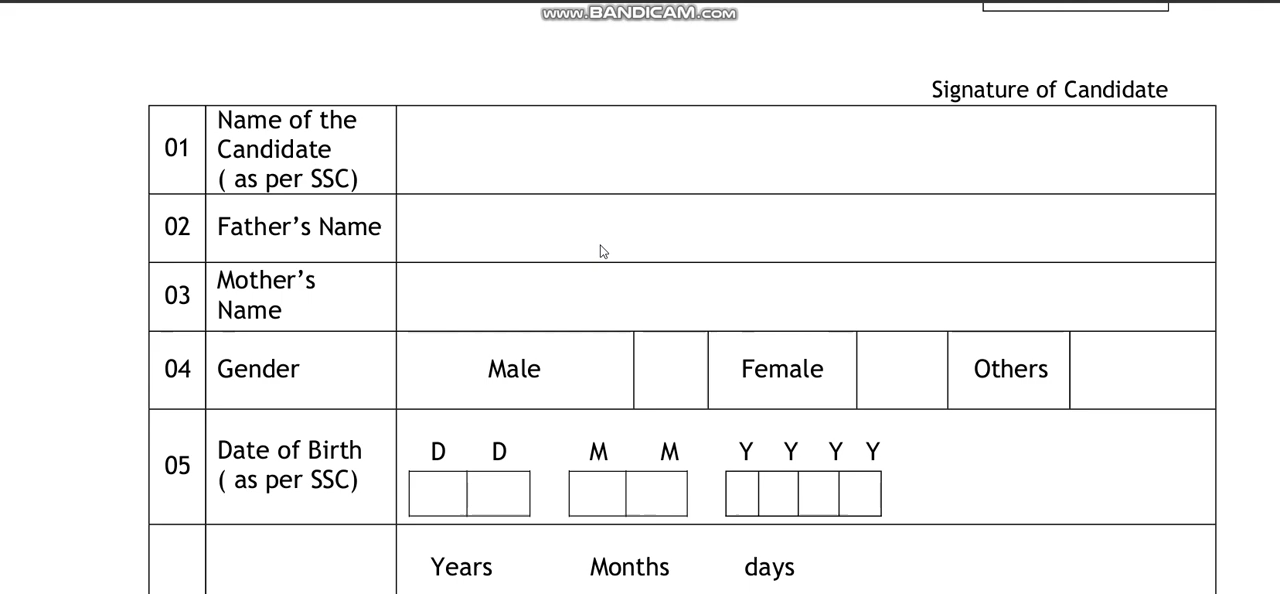 www.BANDICAM.com
Signature of Candidate
01
Name of the
Candidate
( as per SSC)
02
Father’s Name
03
Mother’s
Name
04
Gender
Male
Female
Others
05
Date of Birth
( as per SSC)
D D M M Y Y Y Y
Years Months days